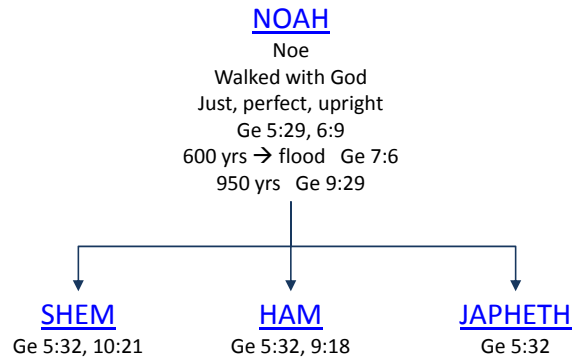 NOAH
Noe
Walked with God
Just, perfect, upright
Ge 5:29, 6:9
600 yrs → flood Ge 7:6
950 yrs Ge 9:29
SHEM
Ge 5:32, 10:21
HAM
Ge 5:32, 9:18
JAPHETH
Ge 5:32